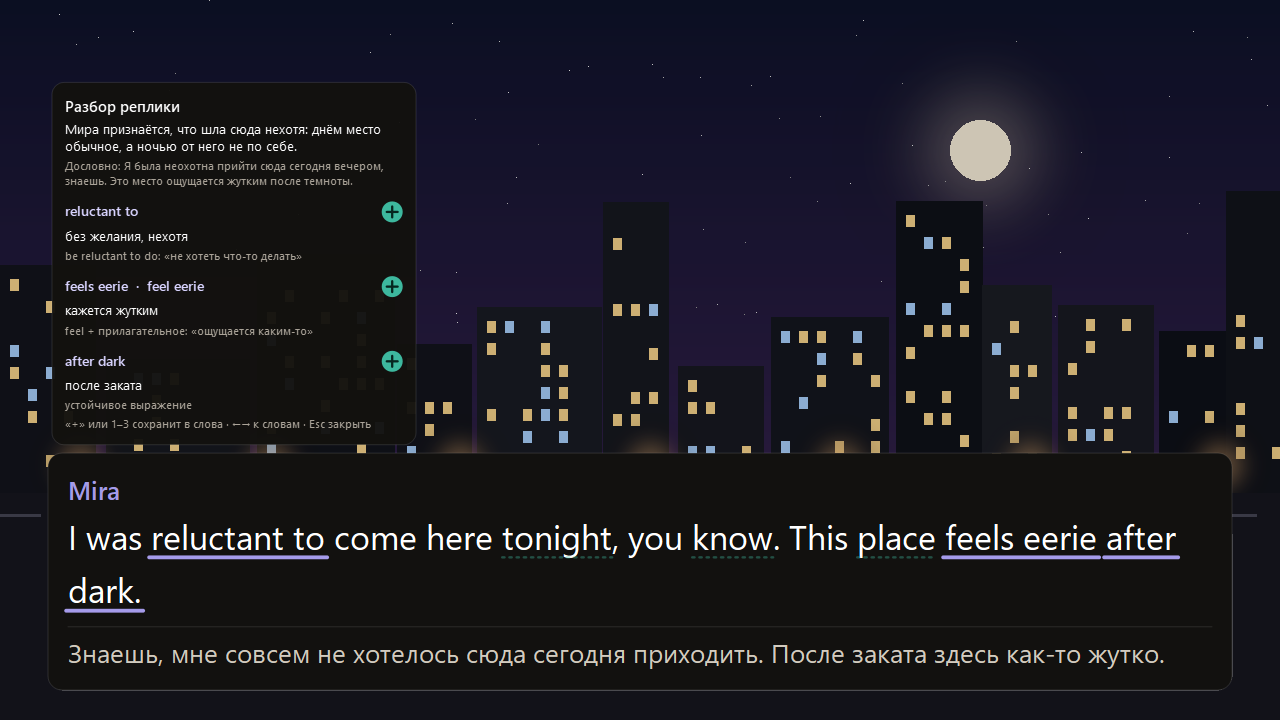 Разбор реплики
Мира признаётся, что шла сюда нехотя: днём место
обычное, а ночью от него не по себе.
Дословно: Я была неохотна прийти сюда сегодня вечером,
знаешь. Это место ощущается жутким после темноты.
reluctant to
без желания, нехотя
be reluctant to do: «не хотеть что-то делать»
feels eerie · feel eerie
кажется жутким
feel + прилагательное: «ощущается каким-то»
after dark
после заката
устойчивое выражение
«+» или 1–3 сохранит в слова · ←→ к словам · Esc закрыть
Mira
I was reluctant to come here tonight, you know. This place feels eerie after
dark.
Знаешь, мне совсем не хотелось сюда сегодня приходить. После заката здесь как-то жутко.